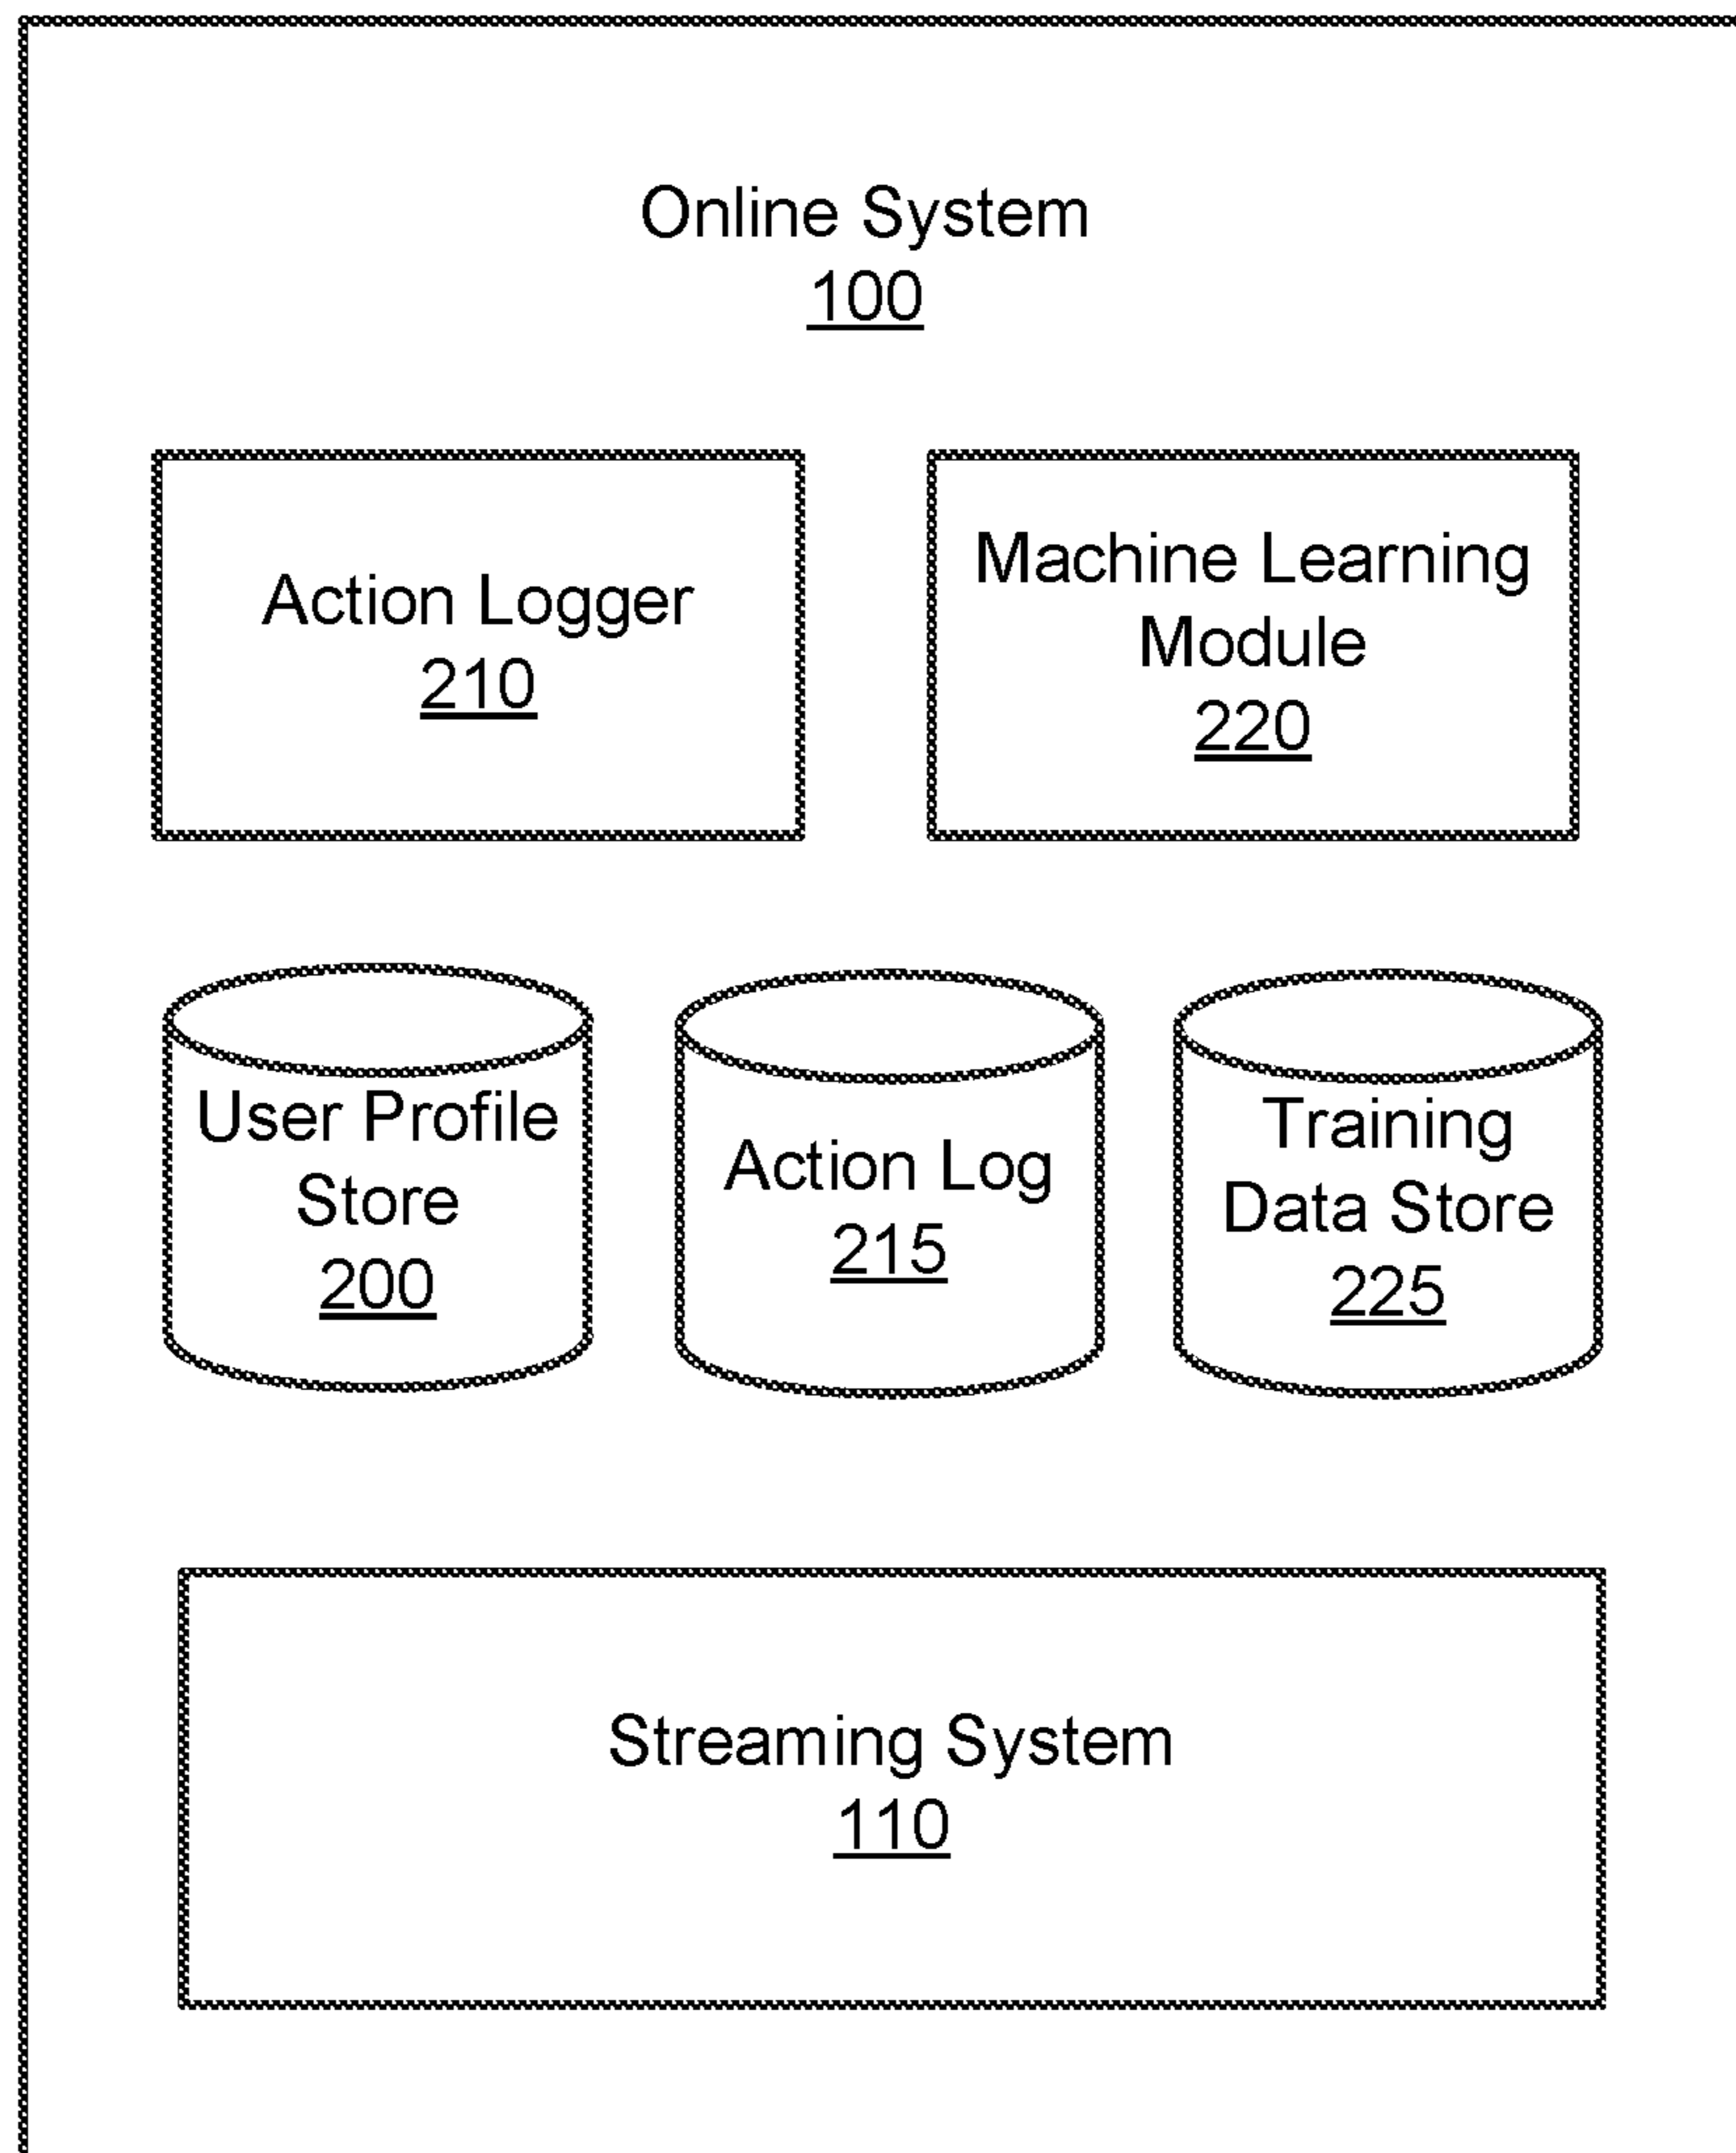 Online System
100
Action Logger
210
Machine Learning
Module
220
User Profile
Store
200
Action Log
215
Training
Data Store
225
Streaming System
110